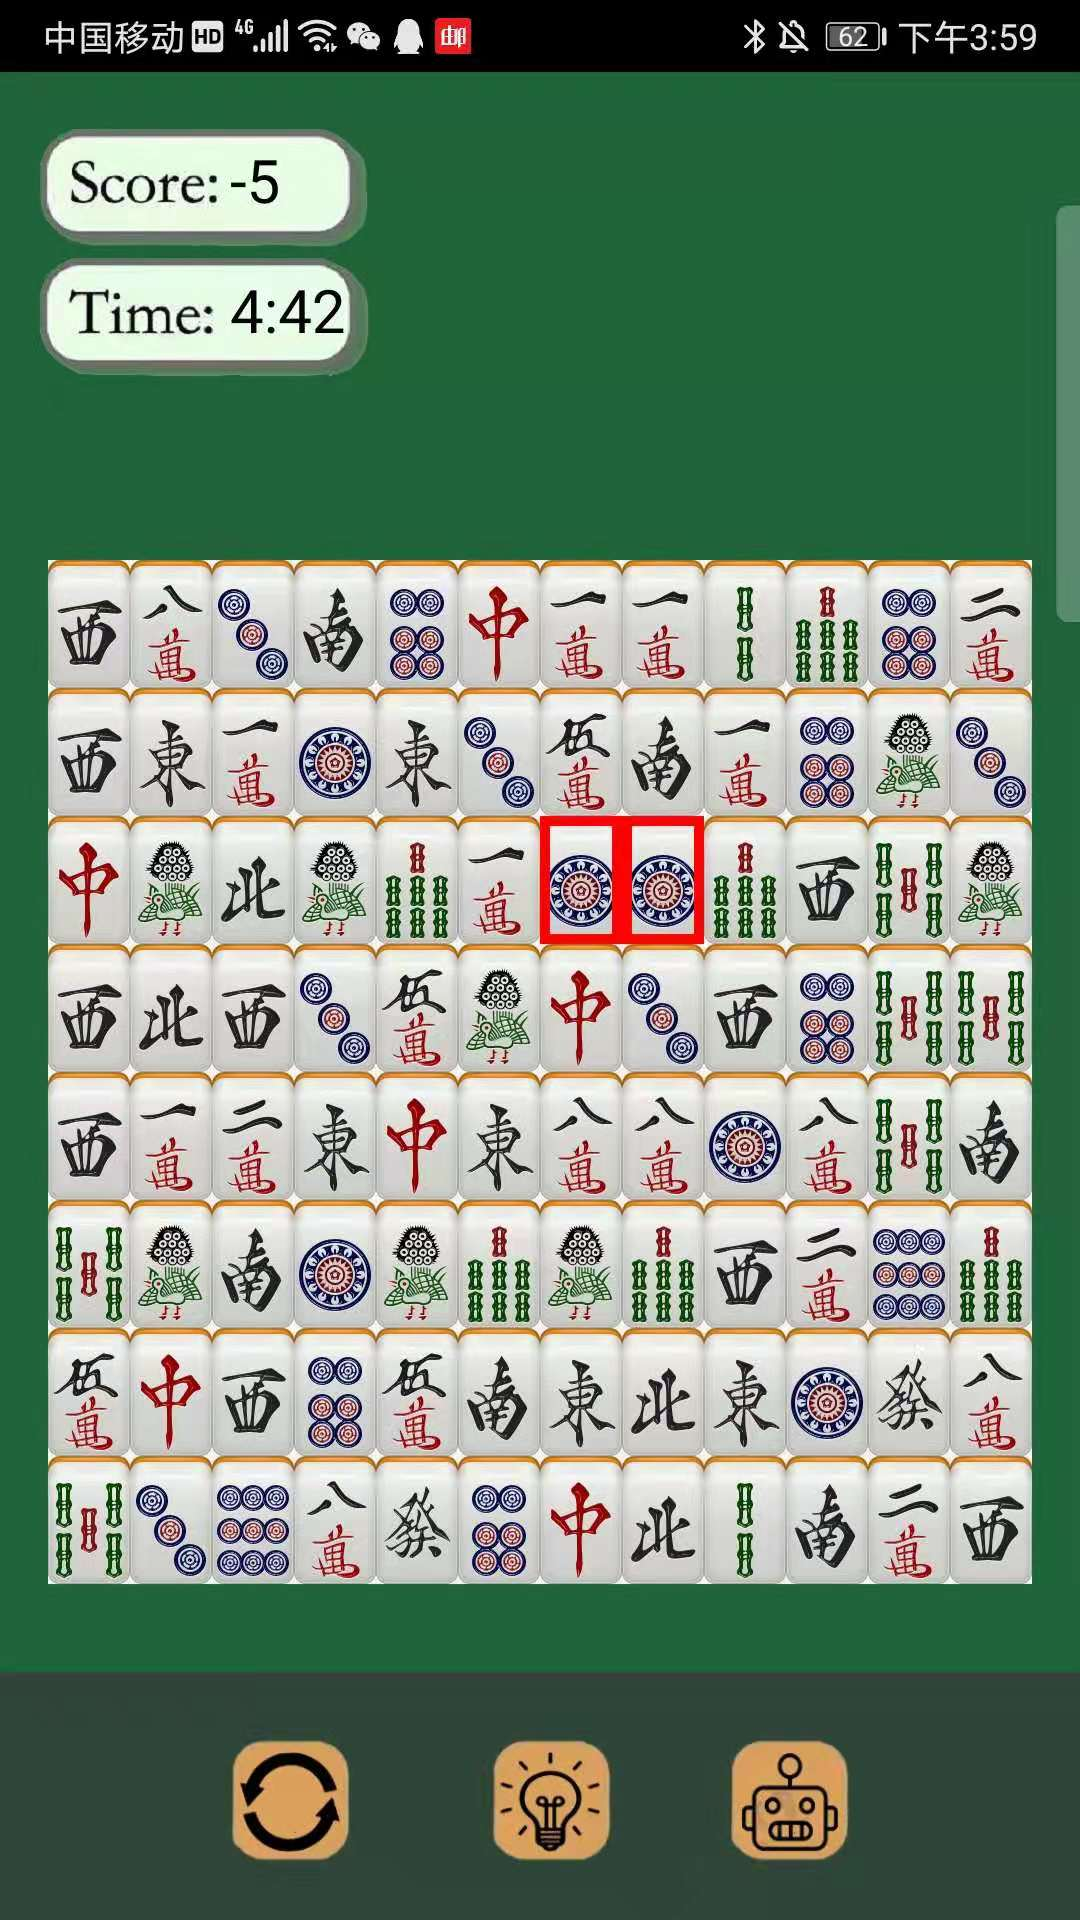 中国移动 HD 4G 邮 62 下午3:59
Score: -5
Time: 4:42
西 八萬 南 中 一萬 一萬 二萬
西 東 一萬 東 伍萬 南 一萬
中 北 一萬 西
西 北 西 伍萬 中 西
西 一萬 二萬 東 中 東 八萬 八萬 八萬 南
南 西 二萬
伍萬 中 西 伍萬 南 東 北 東 發 八萬
八萬 發 中 北 南 二萬 西